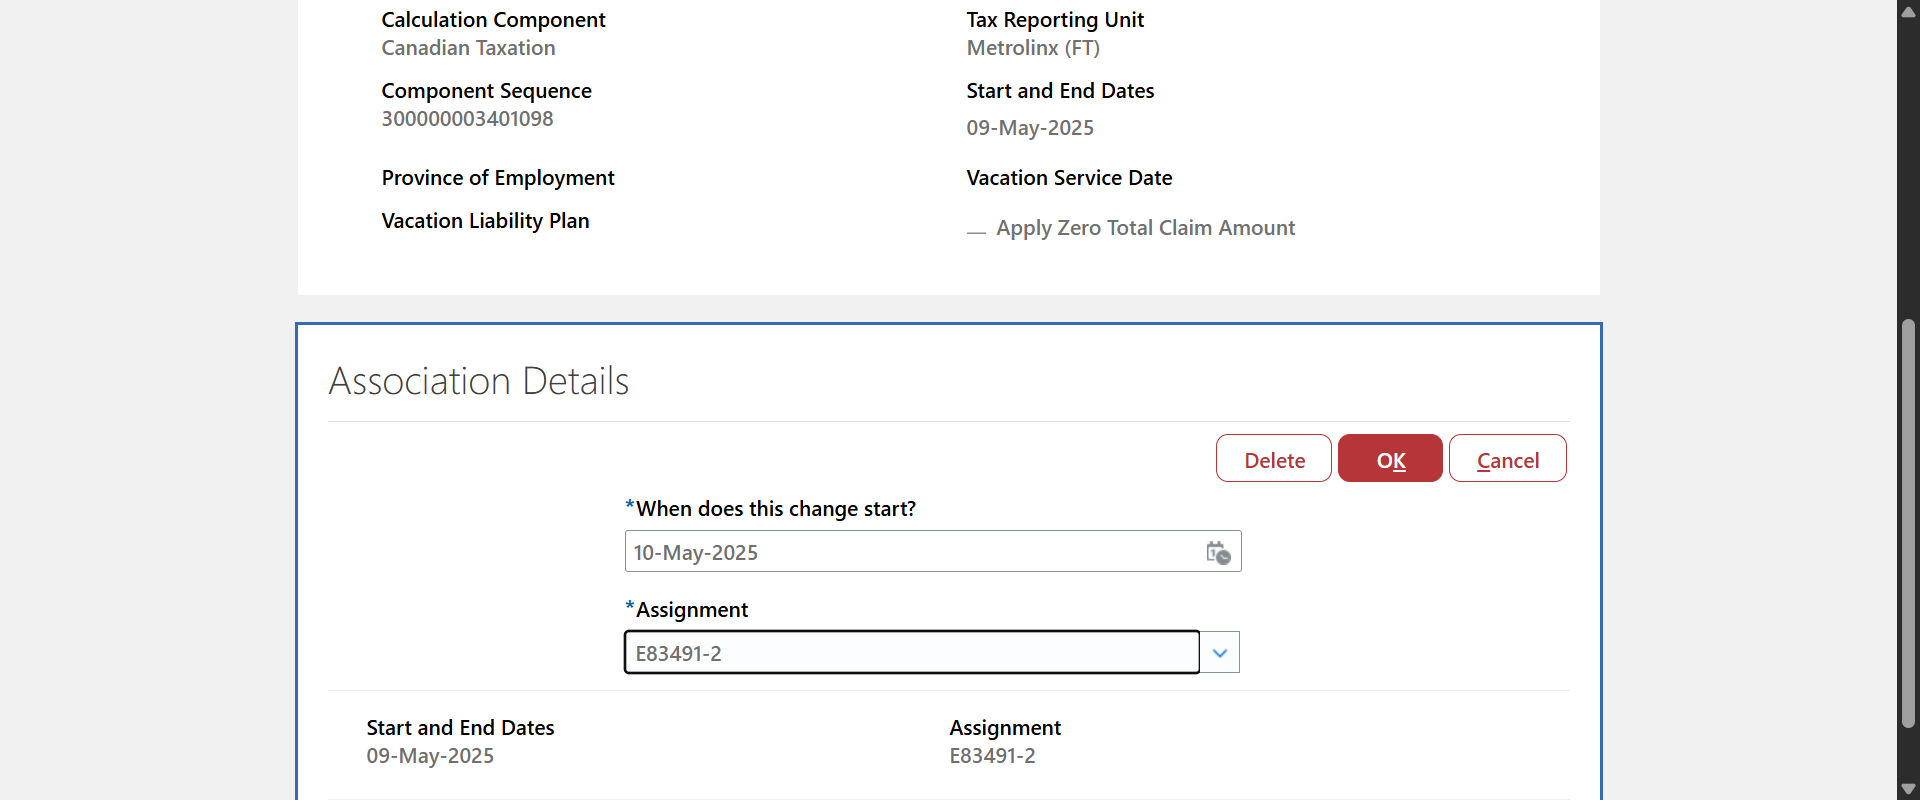 Calculation Component
Canadian Taxation
Tax Reporting Unit
Metrolinx (FT)
Component Sequence
300000003401098
Start and End Dates
09-May-2025
Province of Employment
Vacation Service Date
Vacation Liability Plan
Apply Zero Total Claim Amount
Association Details
Delete
OK
Cancel
*When does this change start?
10-May-2025
*Assignment
E83491-2
Start and End Dates
09-May-2025
Assignment
E83491-2